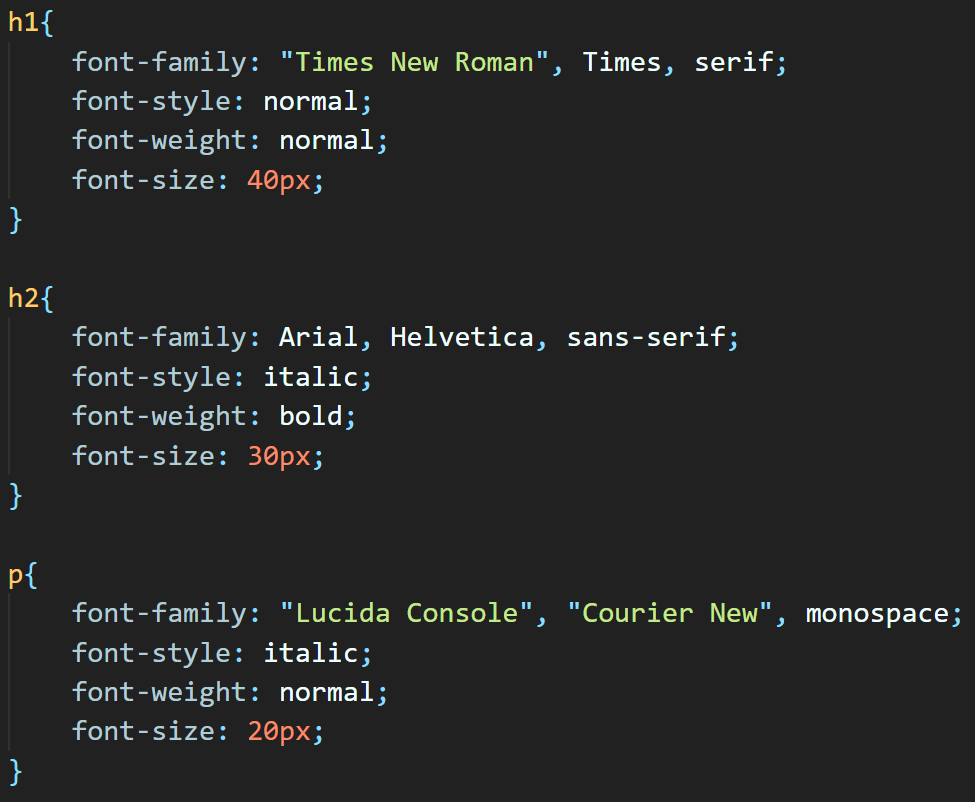 h1{
    font-family: "Times New Roman", Times, serif;
    font-style: normal;
    font-weight: normal;
    font-size: 40px;
}

h2{
    font-family: Arial, Helvetica, sans-serif;
    font-style: italic;
    font-weight: bold;
    font-size: 30px;
}

p{
    font-family: "Lucida Console", "Courier New", monospace;
    font-style: italic;
    font-weight: normal;
    font-size: 20px;
}